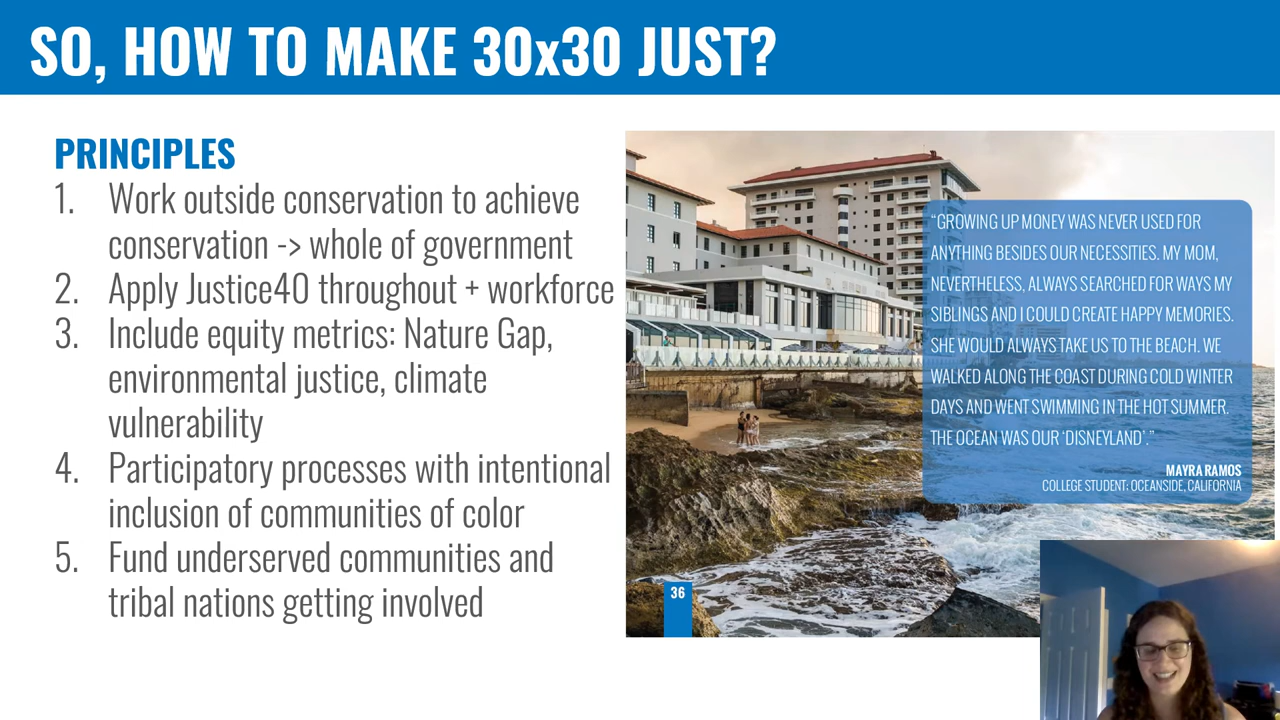 SO, HOW TO MAKE 30x30 JUST?
PRINCIPLES
1. Work outside conservation to achieve
conservation -> whole of government
2. Apply Justice40 throughout + workforce
3. Include equity metrics: Nature Gap,
environmental justice, climate
vulnerability
4. Participatory processes with intentional
inclusion of communities of color
5. Fund underserved communities and
tribal nations getting involved
“GROWING UP MONEY WAS NEVER USED FOR
ANYTHING BESIDES OUR NECESSITIES. MY MOM,
NEVERTHELESS, ALWAYS SEARCHED FOR WAYS MY
SIBLINGS AND I COULD CREATE HAPPY MEMORIES.
SHE WOULD ALWAYS TAKE US TO THE BEACH. WE
WALKED ALONG THE COAST DURING COLD WINTER
DAYS AND WENT SWIMMING IN THE HOT SUMMER.
THE OCEAN WAS OUR ‘DISNEYLAND’.”
MAYRA RAMOS
COLLEGE STUDENT; OCEANSIDE, CALIFORNIA
36